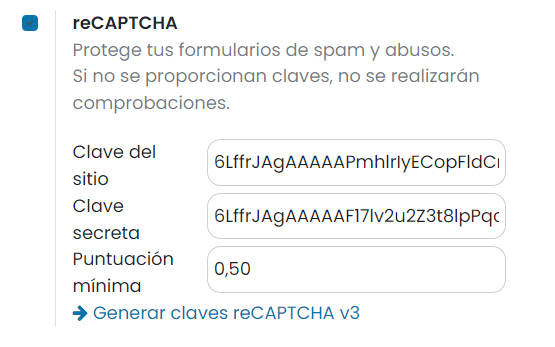 reCAPTCHA
Protege tus formularios de spam y abusos.
Si no se proporcionan claves, no se realizarán
comprobaciones.
Clave del
sitio
6LffrJAgAAAAAPmhlrIyECopFldCr
Clave
secreta
6LffrJAgAAAAAF17lv2u2Z3t8lpPqc
Puntuación
mínima
0,50
Generar claves reCAPTCHA v3